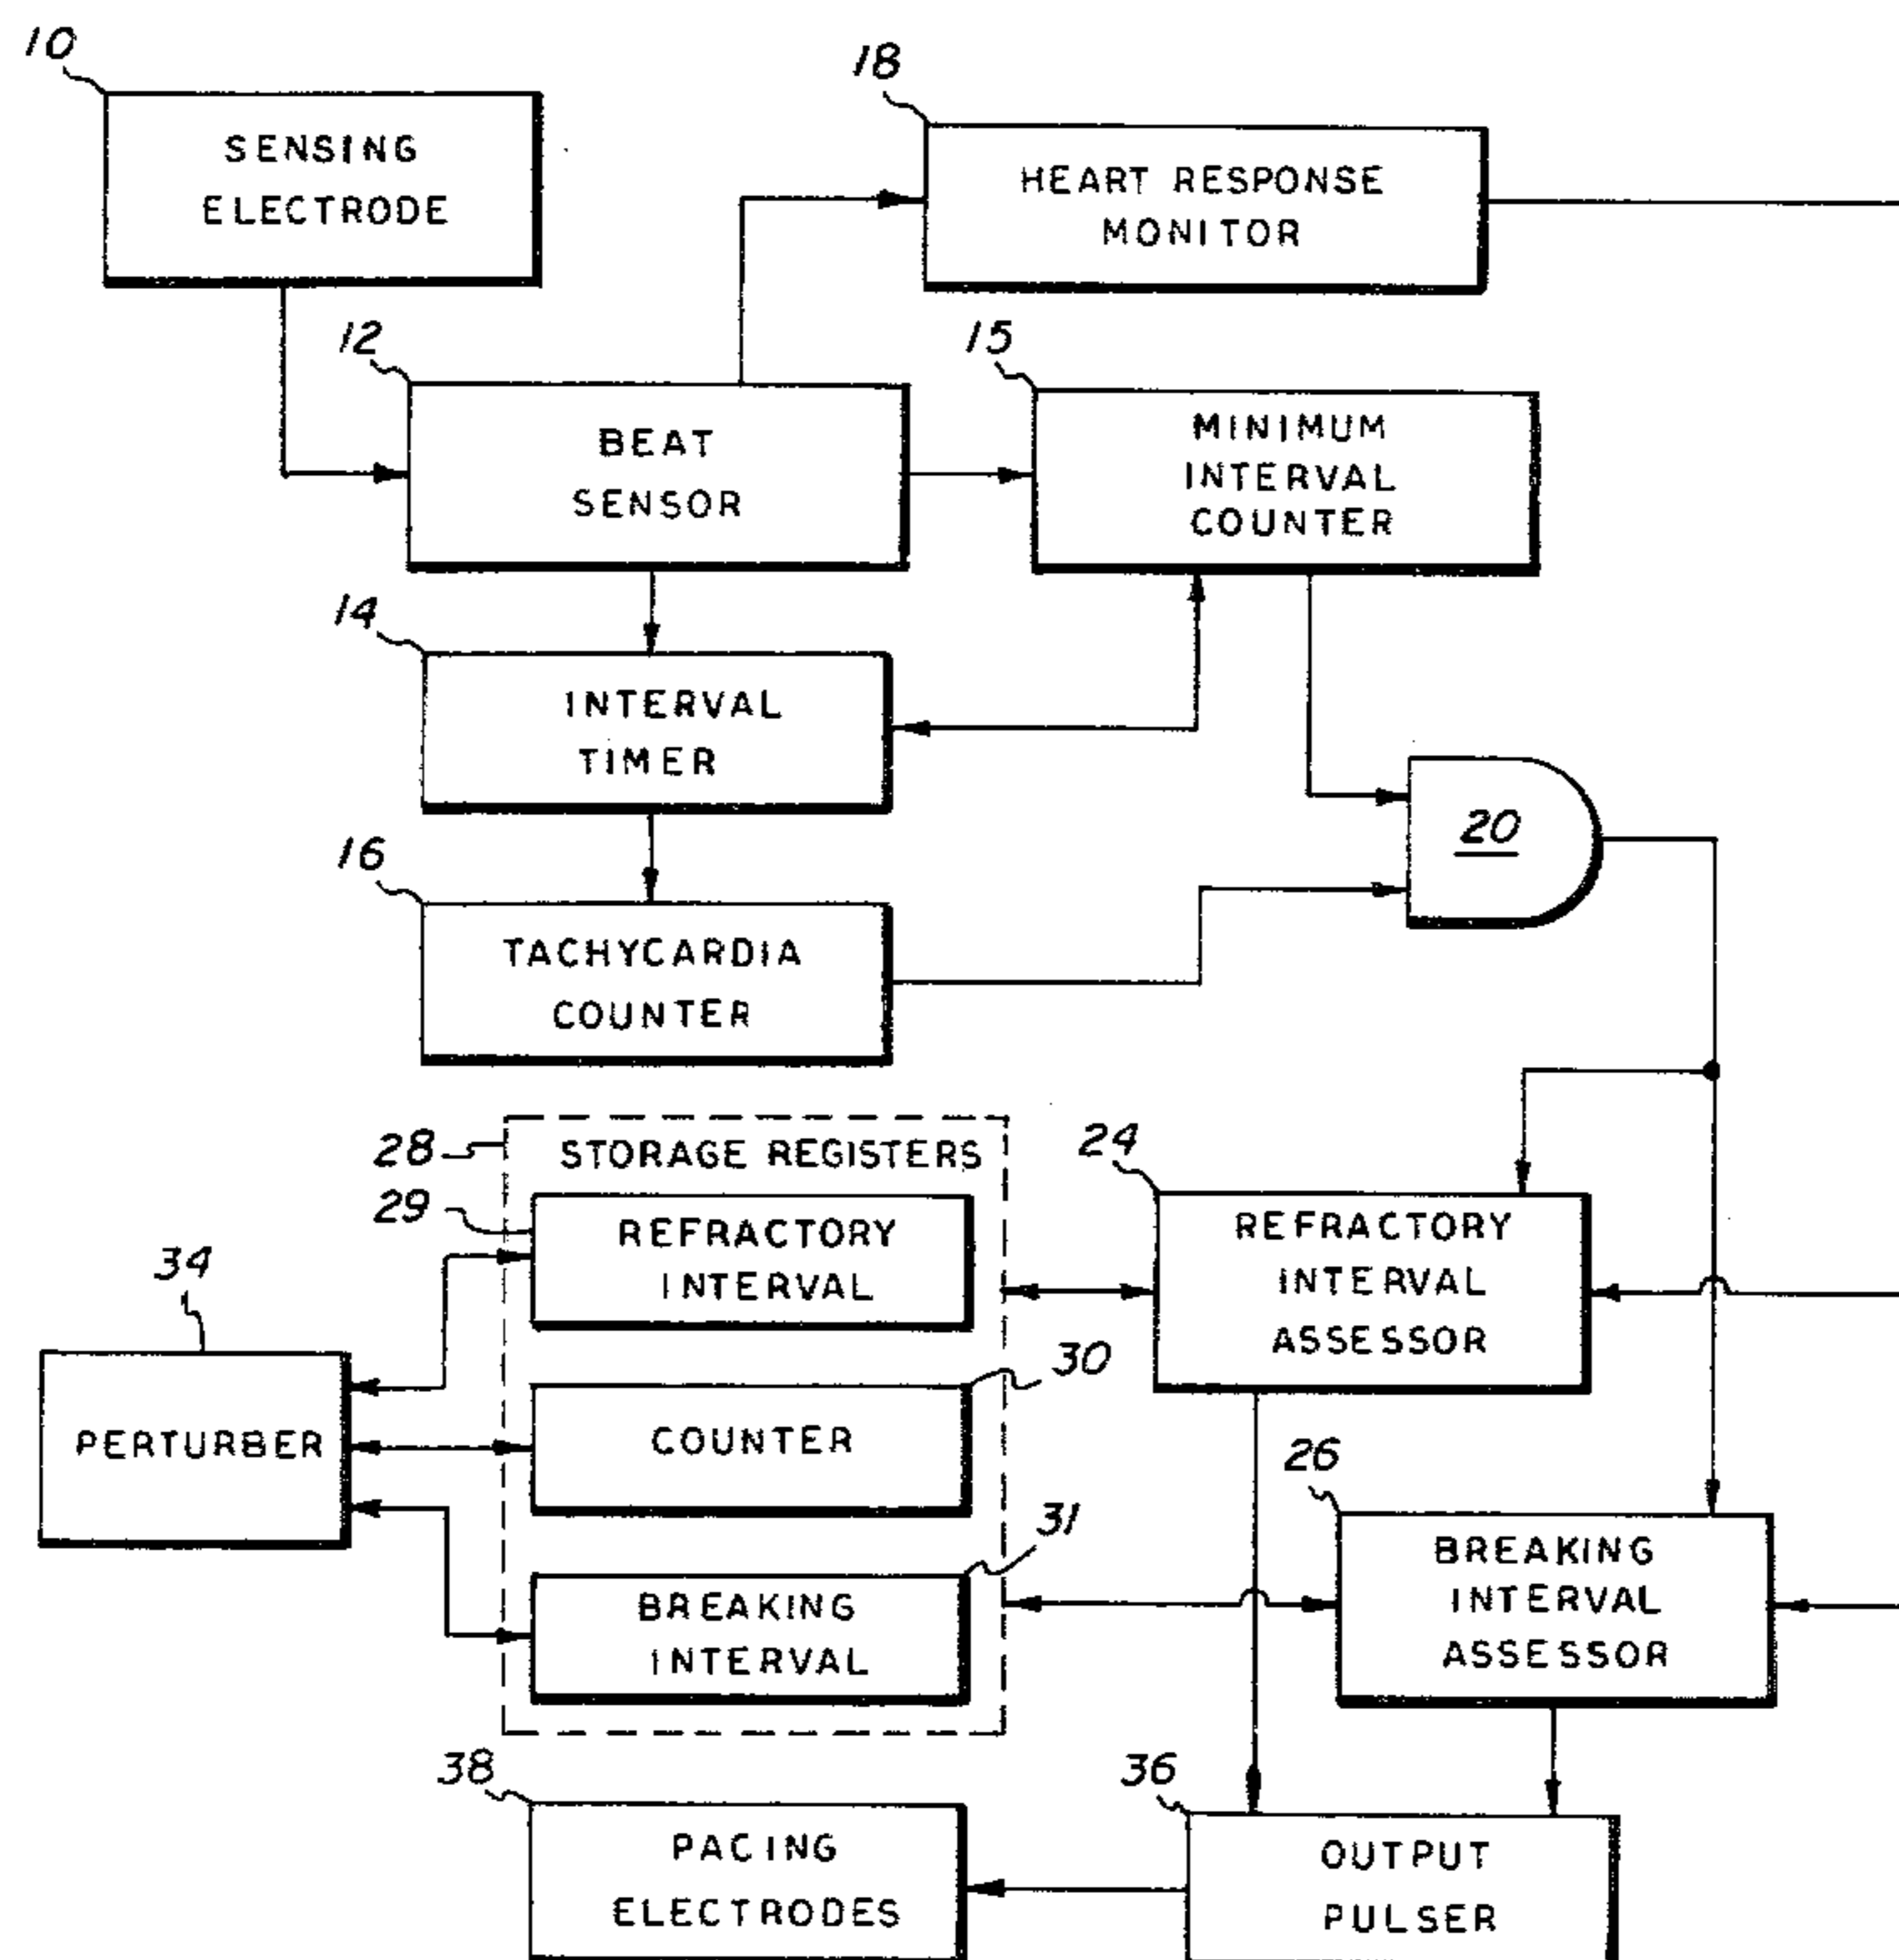 10
SENSING
ELECTRODE
18
HEART RESPONSE
MONITOR
12
BEAT
SENSOR
15
MINIMUM
INTERVAL
COUNTER
14
INTERVAL
TIMER
20
16
TACHYCARDIA
COUNTER
28
STORAGE REGISTERS
29
REFRACTORY
INTERVAL
24
REFRACTORY
INTERVAL
ASSESSOR
34
PERTURBER
30
COUNTER
26
BREAKING
INTERVAL
ASSESSOR
31
BREAKING
INTERVAL
38
PACING
ELECTRODES
36
OUTPUT
PULSER